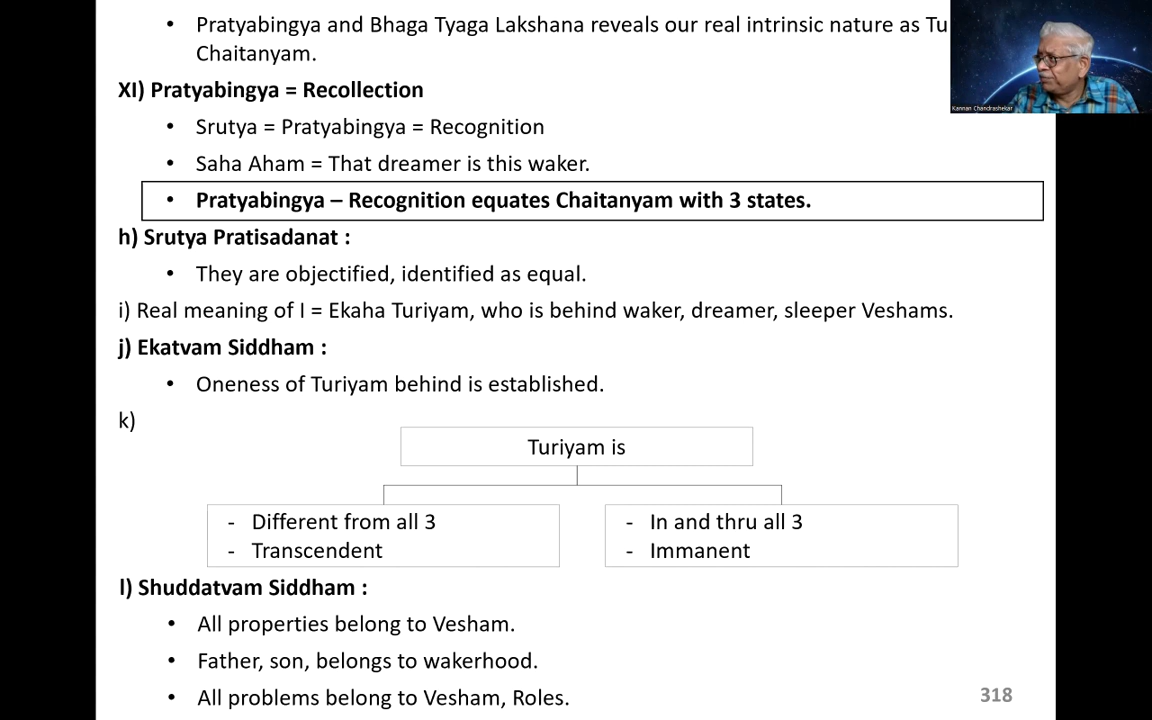 • Pratyabingya and Bhaga Tyaga Lakshana reveals our real intrinsic nature as Tu
Chaitanyam.
XI) Pratyabingya = Recollection
• Srutya = Pratyabingya = Recognition
• Saha Aham = That dreamer is this waker.
• Pratyabingya – Recognition equates Chaitanyam with 3 states.
h) Srutya Pratisadanat :
• They are objectified, identified as equal.
i) Real meaning of I = Ekaha Turiyam, who is behind waker, dreamer, sleeper Veshams.
j) Ekatvam Siddham :
• Oneness of Turiyam behind is established.
k)
Turiyam is
- Different from all 3
- Transcendent
- In and thru all 3
- Immanent
l) Shuddatvam Siddham :
• All properties belong to Vesham.
• Father, son, belongs to wakerhood.
• All problems belong to Vesham, Roles.
318
Kannan Chandrashekar